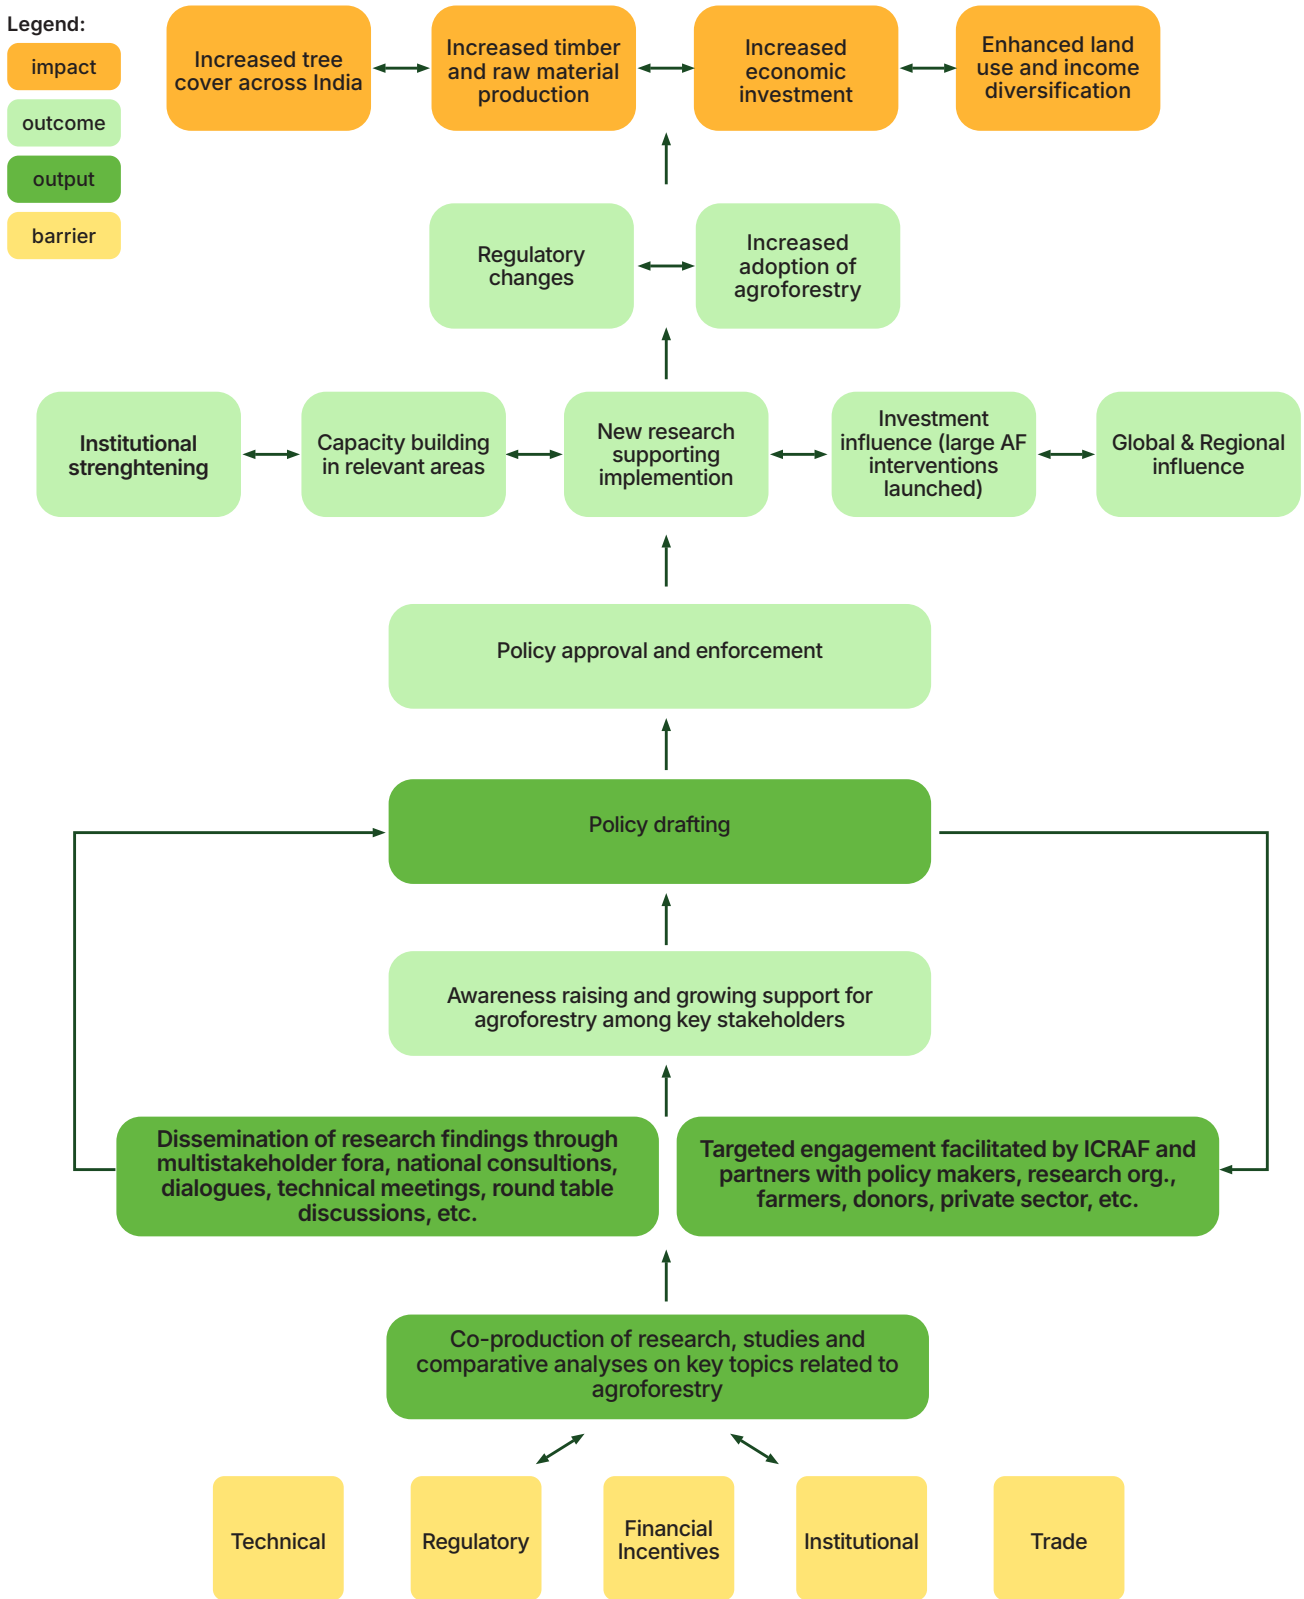 Legend:
impact
outcome
output
barrier
Increased tree
cover across India
Increased timber
and raw material
production
Increased
economic
investment
Enhanced land
use and income
diversification
Regulatory
changes
Increased
adoption of
agroforestry
Institutional
strenghtening
Capacity building
in relevant areas
New research
supporting
implemention
Investment
influence (large AF
interventions
launched)
Global & Regional
influence
Policy approval and enforcement
Policy drafting
Awareness raising and growing support for
agroforestry among key stakeholders
Dissemination of research findings through
multistakeholder fora, national consultions,
dialogues, technical meetings, round table
discussions, etc.
Targeted engagement facilitated by ICRAF and
partners with policy makers, research org.,
farmers, donors, private sector, etc.
Co-production of research, studies and
comparative analyses on key topics related to
agroforestry
Technical
Regulatory
Financial
Incentives
Institutional
Trade